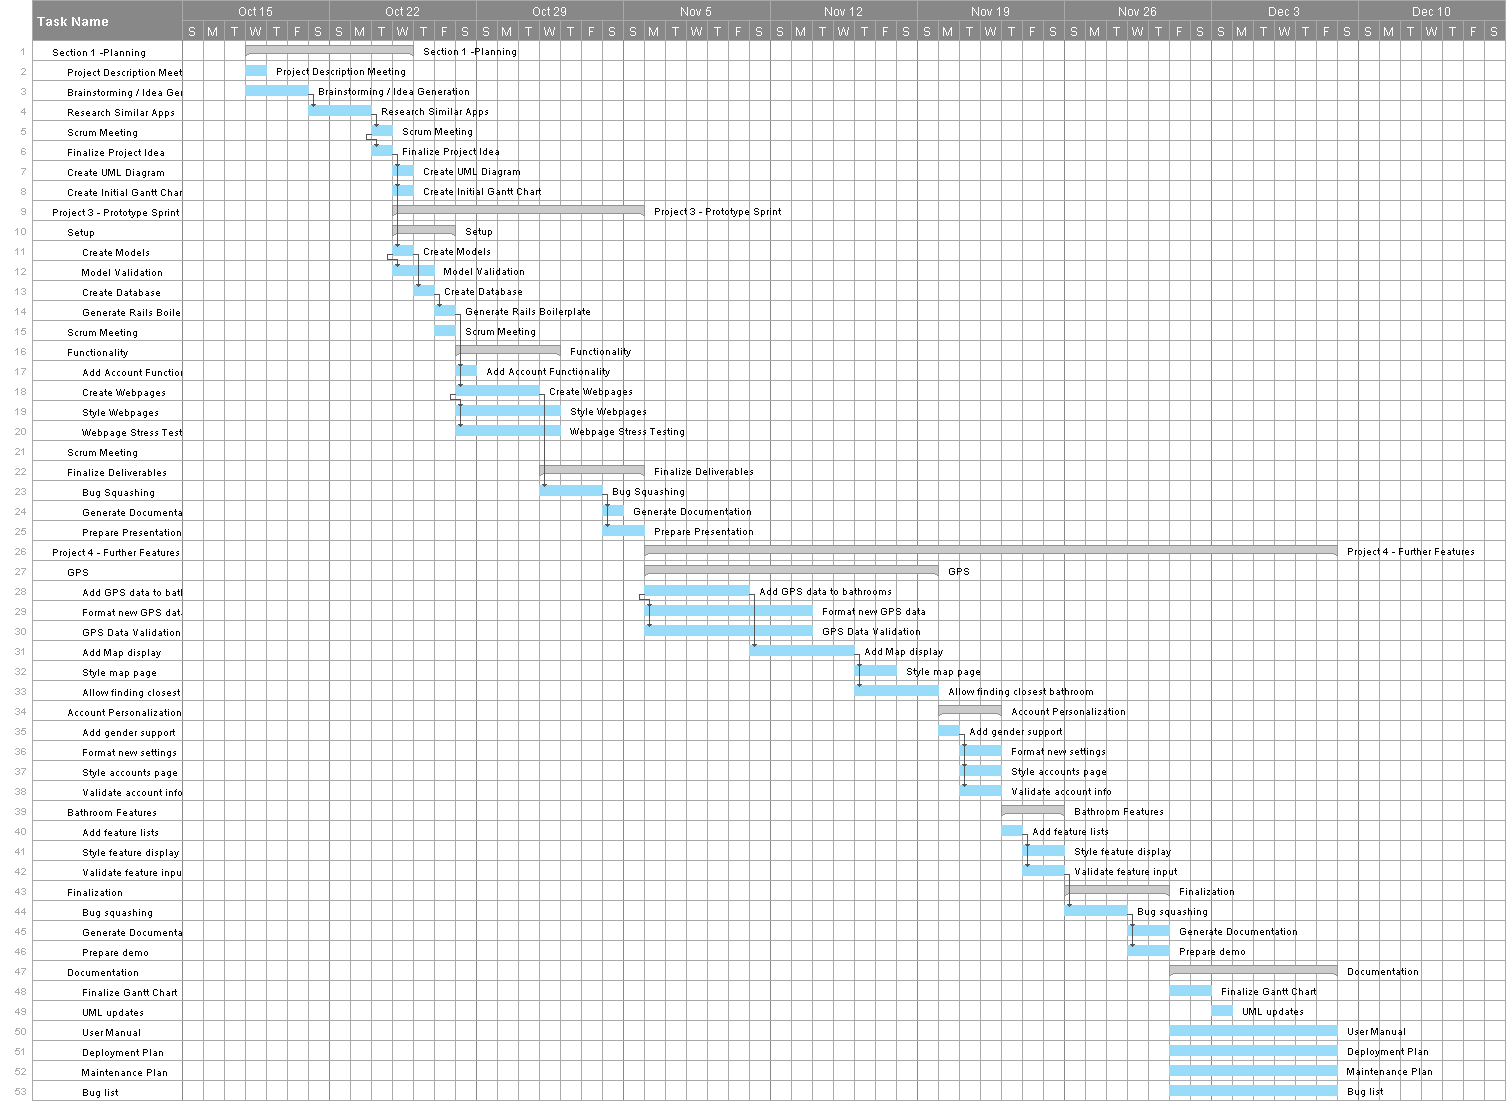 Task Name
Oct 15 Oct 22 Oct 29 Nov 5 Nov 12 Nov 19 Nov 26 Dec 3 Dec 10
S M T W T F S S M T W T F S S M T W T F S S M T W T F S S M T W T F S S M T W T F S S M T W T F S S M T W T F S S M T W T F S
1 Section 1 -Planning Section 1 -Planning
2 Project Description Meet Project Description Meeting
3 Brainstorming / Idea Ger Brainstorming / Idea Generation
4 Research Similar Apps Research Similar Apps
5 Scrum Meeting Scrum Meeting
6 Finalize Project Idea Finalize Project Idea
7 Create UML Diagram Create UML Diagram
8 Create Initial Gantt Char Create Initial Gantt Chart
9 Project 3 - Prototype Sprint Project 3 - Prototype Sprint
10 Setup Setup
11 Create Models Create Models
12 Model Validation Model Validation
13 Create Database Create Database
14 Generate Rails Boile Generate Rails Boilerplate
15 Scrum Meeting Scrum Meeting
16 Functionality Functionality
17 Add Account Functior Add Account Functionality
18 Create Webpages Create Webpages
19 Style Webpages Style Webpages
20 Webpage Stress Test Webpage Stress Testing
21 Scrum Meeting
22 Finalize Deliverables Finalize Deliverables
23 Bug Squashing Bug Squashing
24 Generate Documenta Generate Documentation
25 Prepare Presentation Prepare Presentation
26 Project 4 - Further Features Project 4 - Further Features
27 GPS GPS
28 Add GPS data to bath Add GPS data to bathrooms
29 Format new GPS data Format new GPS data
30 GPS Data Validation GPS Data Validation
31 Add Map display Add Map display
32 Style map page Style map page
33 Allow finding closest Allow finding closest bathroom
34 Account Personalization Account Personalization
35 Add gender support Add gender support
36 Format new settings Format new settings
37 Style accounts page Style accounts page
38 Validate account info Validate account info
39 Bathroom Features Bathroom Features
40 Add feature lists Add feature lists
41 Style feature display Style feature display
42 Validate feature inpu Validate feature input
43 Finalization Finalization
44 Bug squashing Bug squashing
45 Generate Documenta Generate Documentation
46 Prepare demo Prepare demo
47 Documentation Documentation
48 Finalize Gantt Chart Finalize Gantt Chart
49 UML updates UML updates
50 User Manual User Manual
51 Deployment Plan Deployment Plan
52 Maintenance Plan Maintenance Plan
53 Bug list Bug list